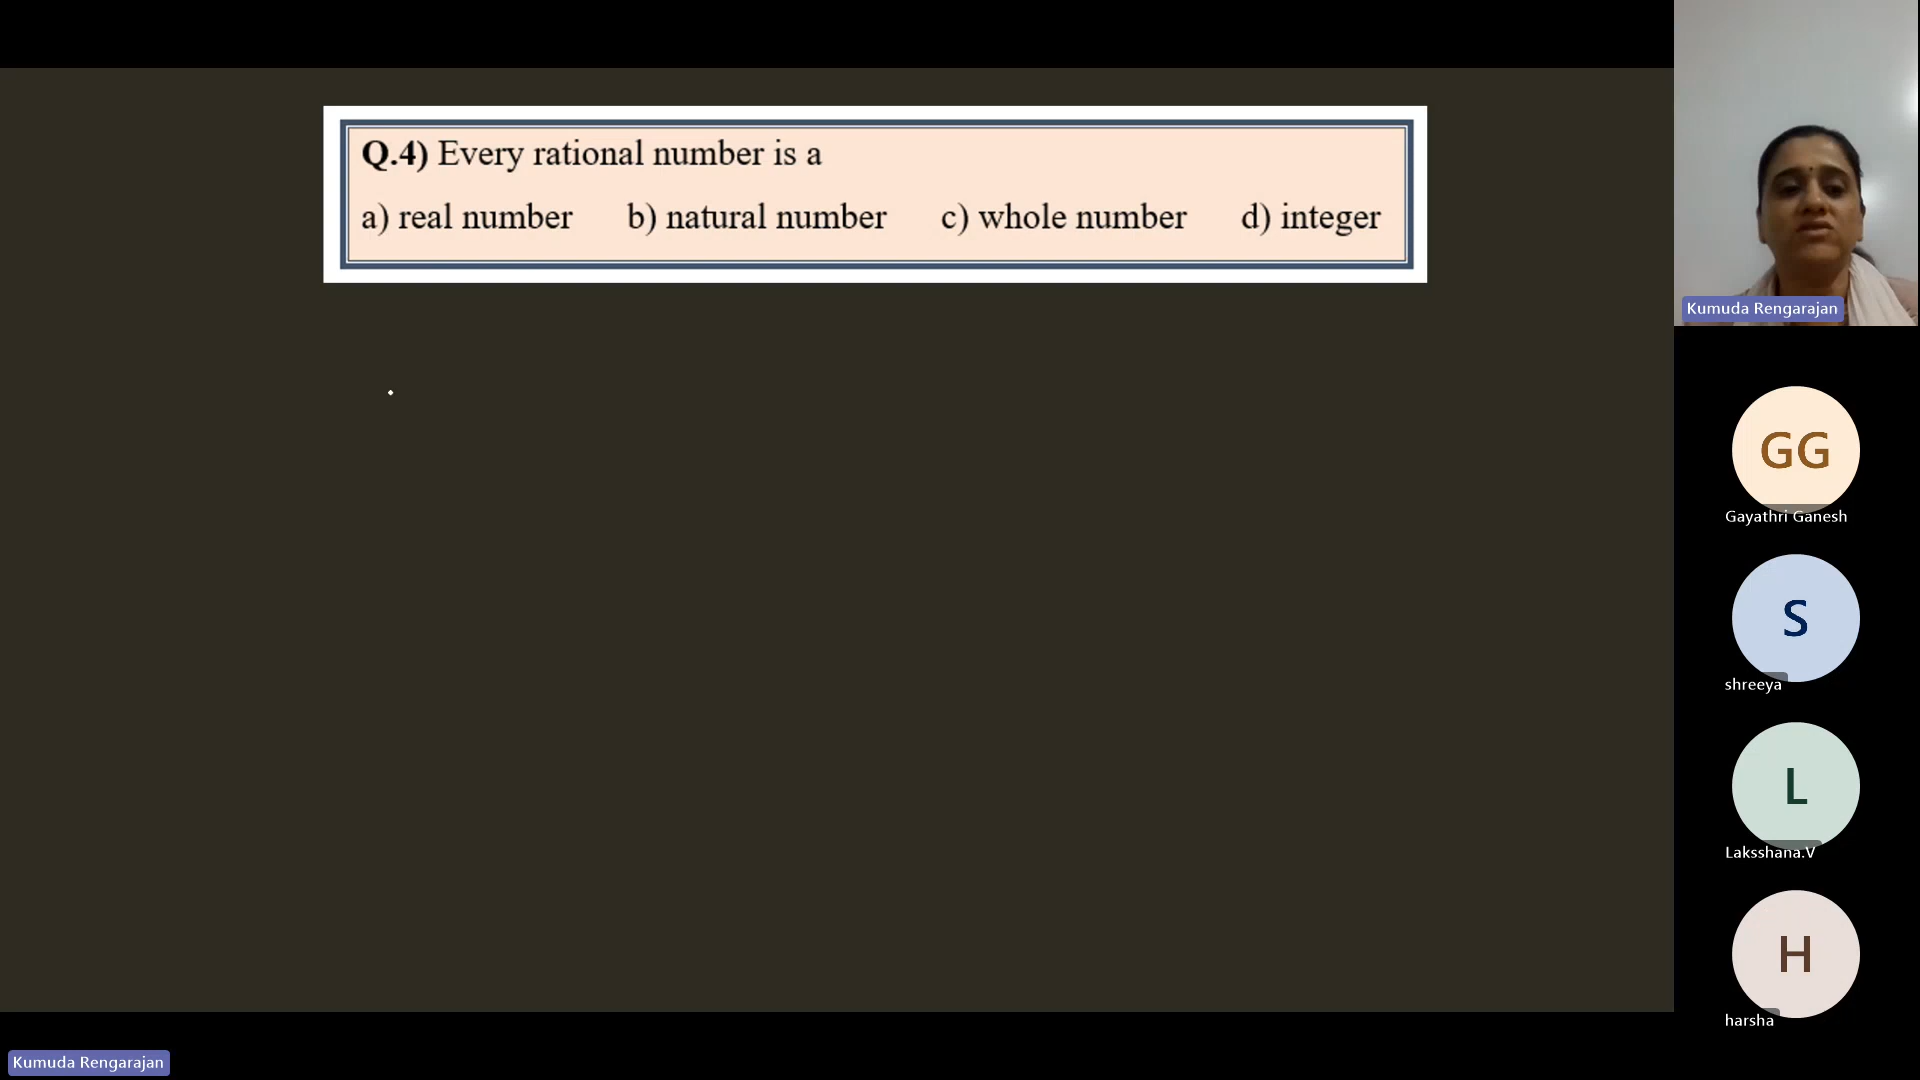 Q.4) Every rational number is a
a) real number b) natural number c) whole number d) integer
Kumuda Rengarajan
GG
Gayathri Ganesh
S
shreeya
L
Laksshana.V
H
harsha
Kumuda Rengarajan